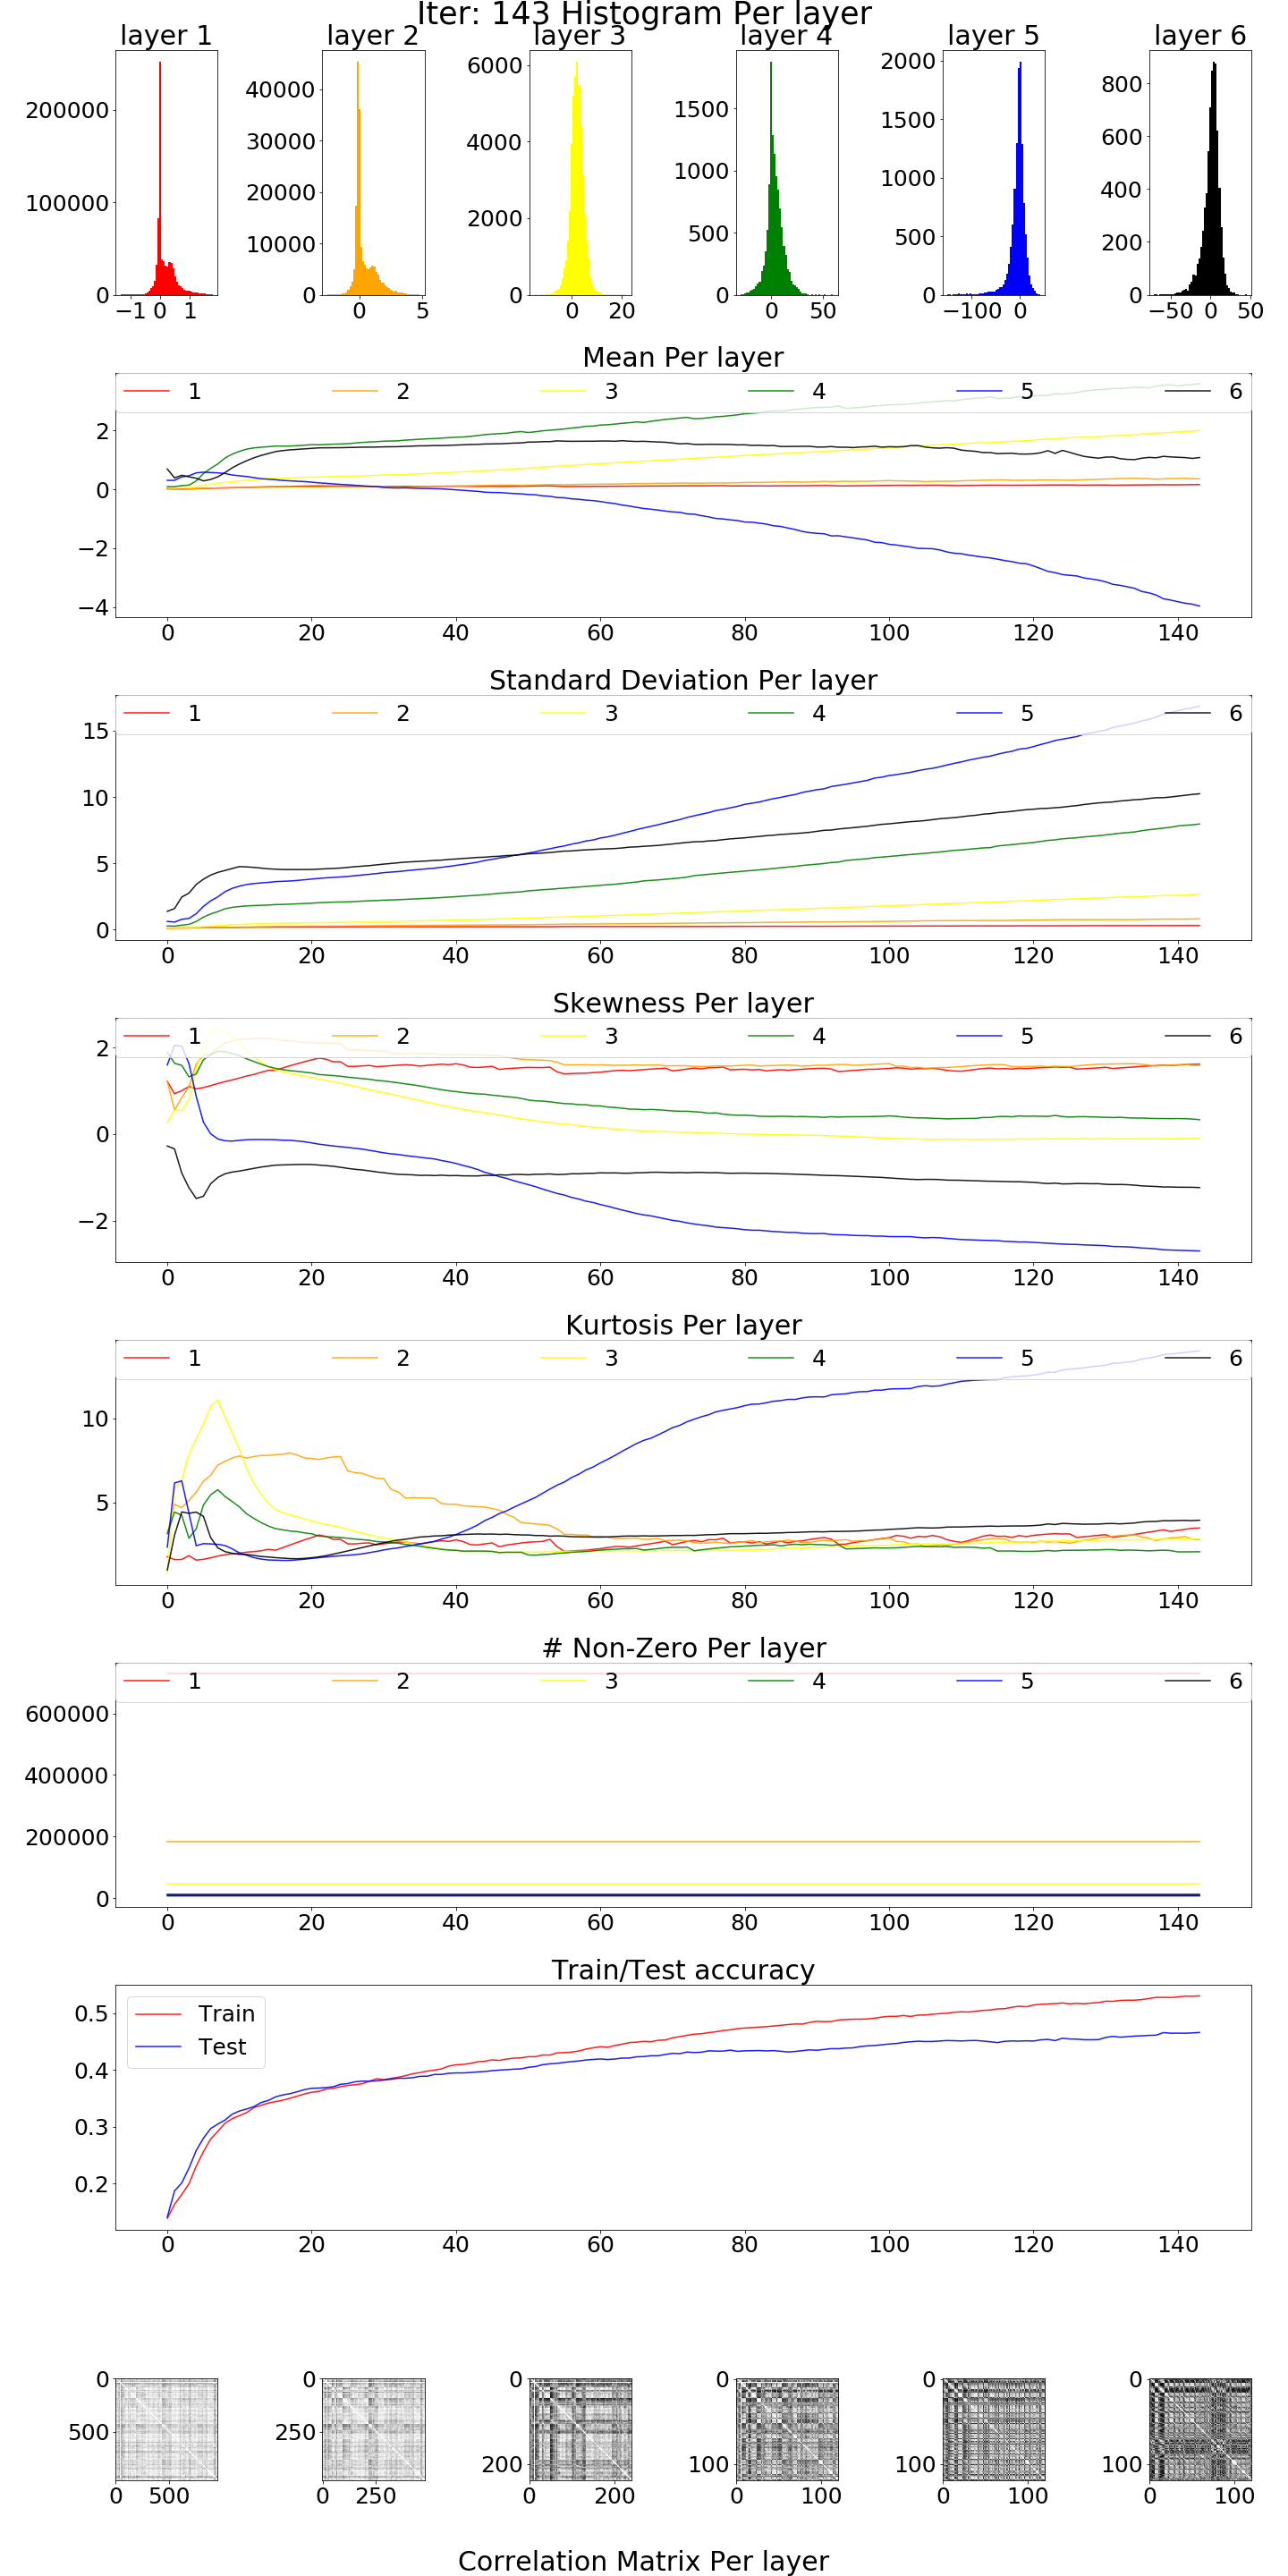 Iter: 143 Histogram Per layer
layer 1 layer 2 layer 3 layer 4 layer 5 layer 6
200000
100000
0
−1 0 1
40000
30000
20000
10000
0
0 5
6000
4000
2000
0
0 20
1500
1000
500
0
0 50
2000
1500
1000
500
0
−100 0
800
600
400
200
0
−50 0 50
Mean Per layer
1 2 3 4 5 6
2
0
−2
−4
0 20 40 60 80 100 120 140
Standard Deviation Per layer
1 2 3 4 5 6
15
10
5
0
0 20 40 60 80 100 120 140
Skewness Per layer
1 2 3 4 5 6
2
0
−2
0 20 40 60 80 100 120 140
Kurtosis Per layer
1 2 3 4 5 6
10
5
0 20 40 60 80 100 120 140
# Non-Zero Per layer
1 2 3 4 5 6
600000
400000
200000
0
0 20 40 60 80 100 120 140
Train/Test accuracy
Train
Test
0.5
0.4
0.3
0.2
0 20 40 60 80 100 120 140
0
500
0 500
0
250
0 250
0
200
0 200
0
100
0 100
0
100
0 100
0
100
0 100
Correlation Matrix Per layer